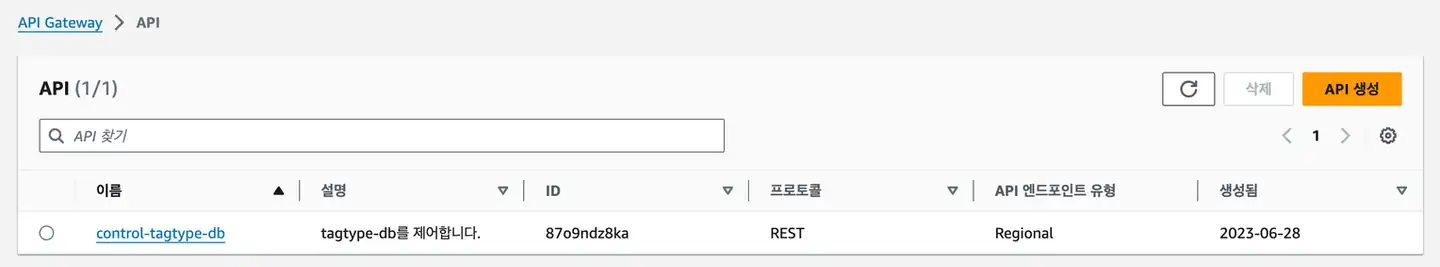 API Gateway > API
API (1/1)
삭제
API 생성
API 찾기
1
이름 설명 ID 프로토콜 API 엔드포인트 유형 생성됨
control-tagtype-db tagtype-db를 제어합니다. 87o9ndz8ka REST Regional 2023-06-28